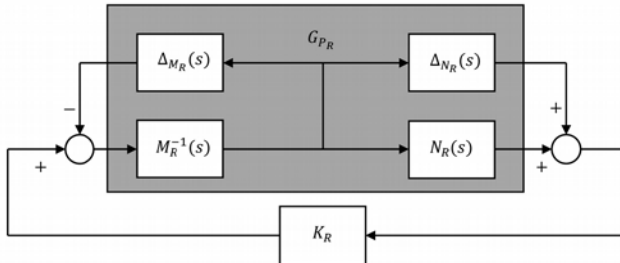 G_{P_R}
Δ_{M_R}(s) Δ_{N_R}(s)
− +
M_R^{-1}(s) N_R(s)
+ +
K_R